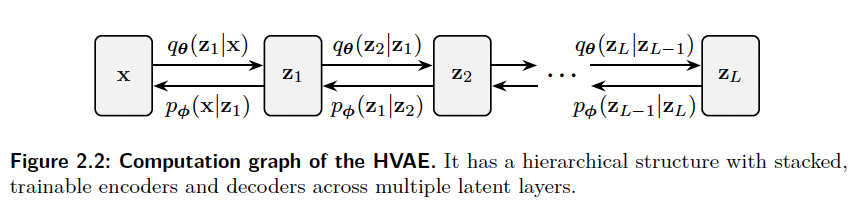 q_θ(z_1|x) q_θ(z_2|z_1) q_θ(z_L|z_{L−1})
x z_1 z_2 ⋯ z_L
p_ϕ(x|z_1) p_ϕ(z_1|z_2) p_ϕ(z_{L−1}|z_L)
Figure 2.2: Computation graph of the HVAE. It has a hierarchical structure with stacked,
trainable encoders and decoders across multiple latent layers.